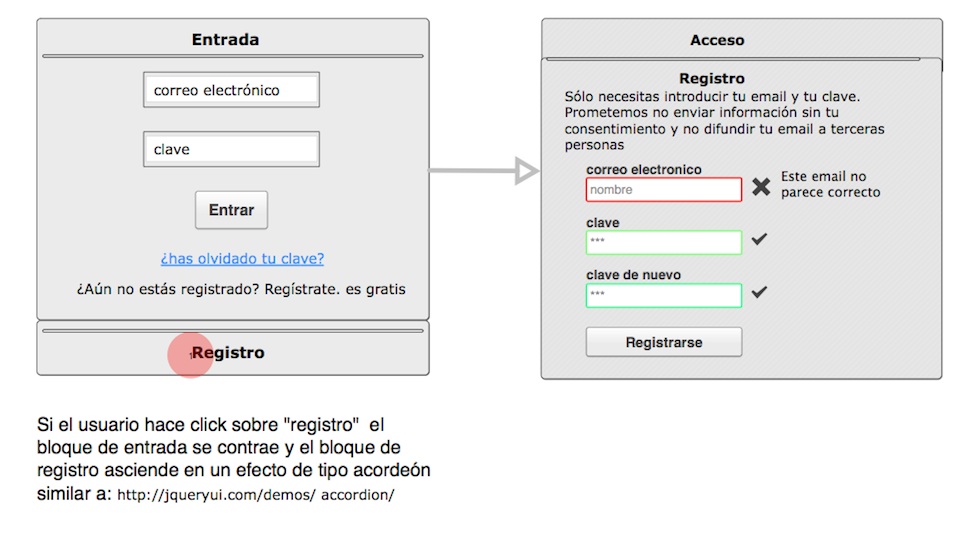 Entrada
correo electrónico
clave
Entrar
¿has olvidado tu clave?
¿Aún no estás registrado? Regístrate. es gratis
1
Registro
Si el usuario hace click sobre "registro" el
bloque de entrada se contrae y el bloque de
registro asciende en un efecto de tipo acordeón
similar a: http://jqueryui.com/demos/ accordion/
Acceso
Registro
Sólo necesitas introducir tu email y tu clave.
Prometemos no enviar información sin tu
consentimiento y no difundir tu email a terceras
personas
correo electronico
nombre
Este email no
parece correcto
clave
***
clave de nuevo
***
Registrarse